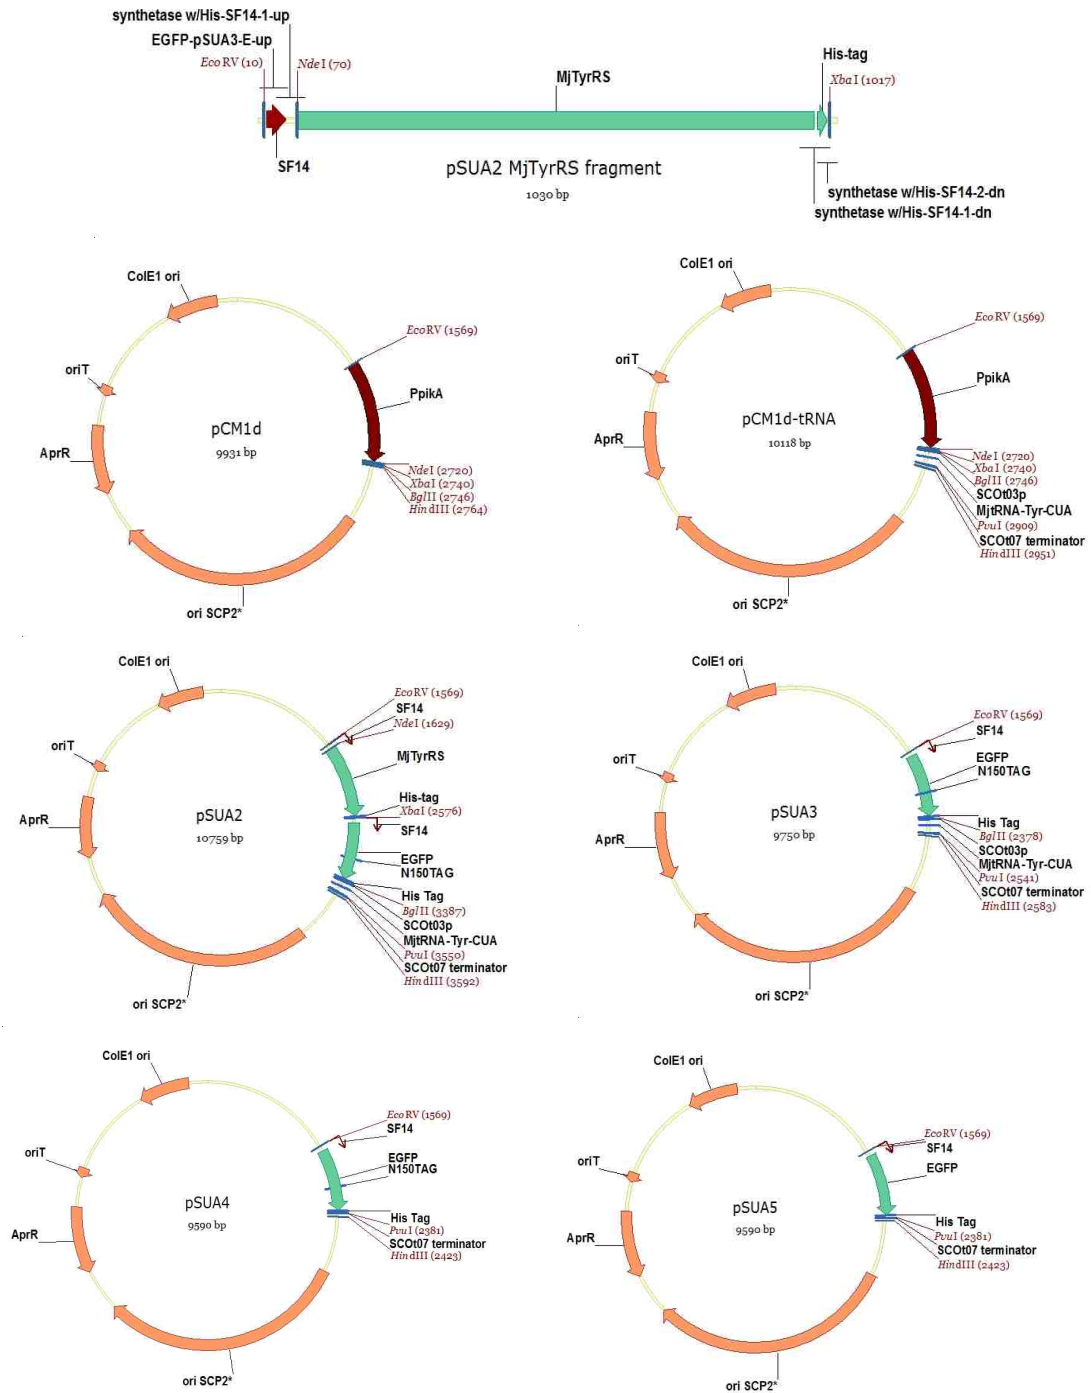 synthetase w/His-SF14-1-up
EGFP-pSUA3-E-up
EcoRV (10)
NdeI (70)
MjTyrRS
His-tag
XbaI (1017)
SF14
pSUA2 MjTyrRS fragment
1030 bp
synthetase w/His-SF14-2-dn
synthetase w/His-SF14-1-dn
ColE1 ori
EcoRV (1569)
oriT
PpikA
pCM1d
9931 bp
AprR
NdeI (2720)
XbaI (2740)
BglII (2746)
HindIII (2764)
ori SCP2*
ColE1 ori
EcoRV (1569)
oriT
PpikA
pCM1d-tRNA
10118 bp
AprR
NdeI (2720)
XbaI (2740)
BglII (2746)
SCOt03p
MjtRNA-Tyr-CUA
PvuI (2909)
SCOt07 terminator
HindIII (2951)
ori SCP2*
ColE1 ori
EcoRV (1569)
SF14
NdeI (1629)
oriT
MjTyrRS
pSUA2
10759 bp
AprR
His-tag
XbaI (2576)
SF14
EGFP
N150TAG
His Tag
BglII (3387)
SCOt03p
MjtRNA-Tyr-CUA
PvuI (3550)
SCOt07 terminator
HindIII (3592)
ori SCP2*
ColE1 ori
EcoRV (1569)
SF14
oriT
EGFP
N150TAG
pSUA3
9750 bp
AprR
His Tag
BglII (2378)
SCOt03p
MjtRNA-Tyr-CUA
PvuI (2541)
SCOt07 terminator
HindIII (2583)
ori SCP2*
ColE1 ori
EcoRV (1569)
SF14
oriT
EGFP
N150TAG
pSUA4
9590 bp
AprR
His Tag
PvuI (2381)
SCOt07 terminator
HindIII (2423)
ori SCP2*
ColE1 ori
EcoRV (1569)
SF14
oriT
EGFP
pSUA5
9590 bp
AprR
His Tag
PvuI (2381)
SCOt07 terminator
HindIII (2423)
ori SCP2*